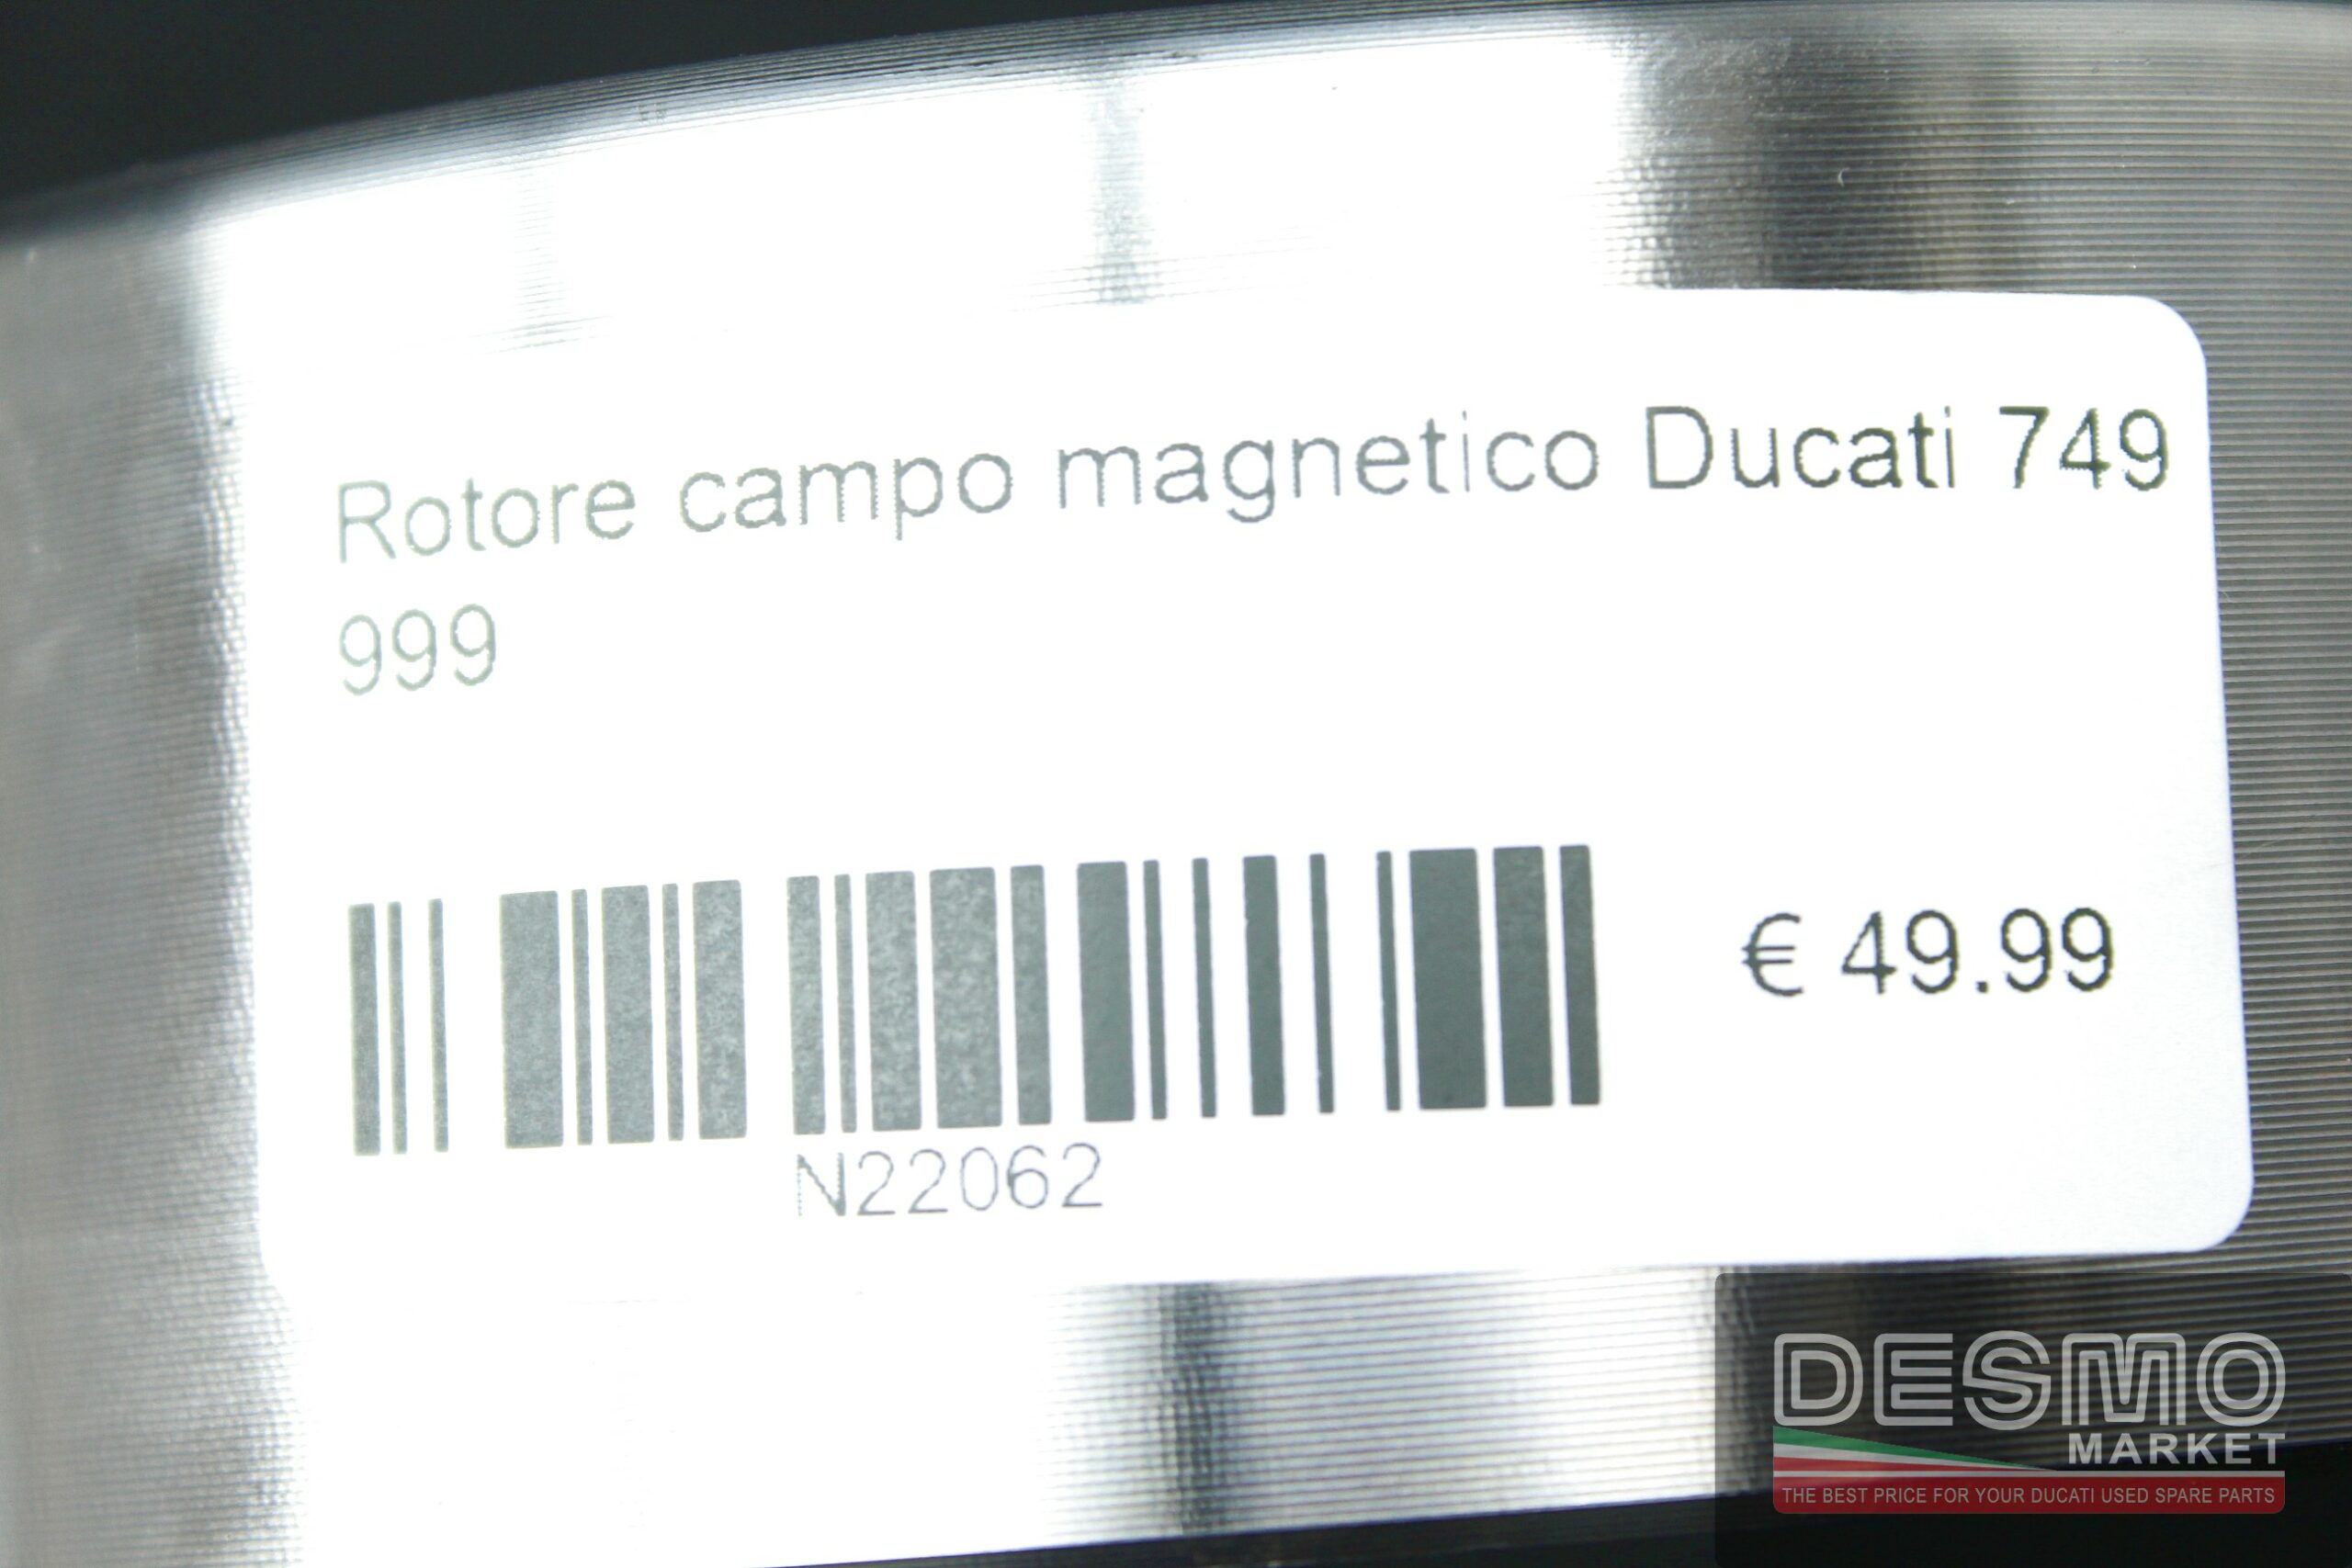 Rotore campo magnetico Ducati 749
999
€ 49.99
N22062
DESMO
MARKET
THE BEST PRICE FOR YOUR DUCATI USED SPARE PARTS